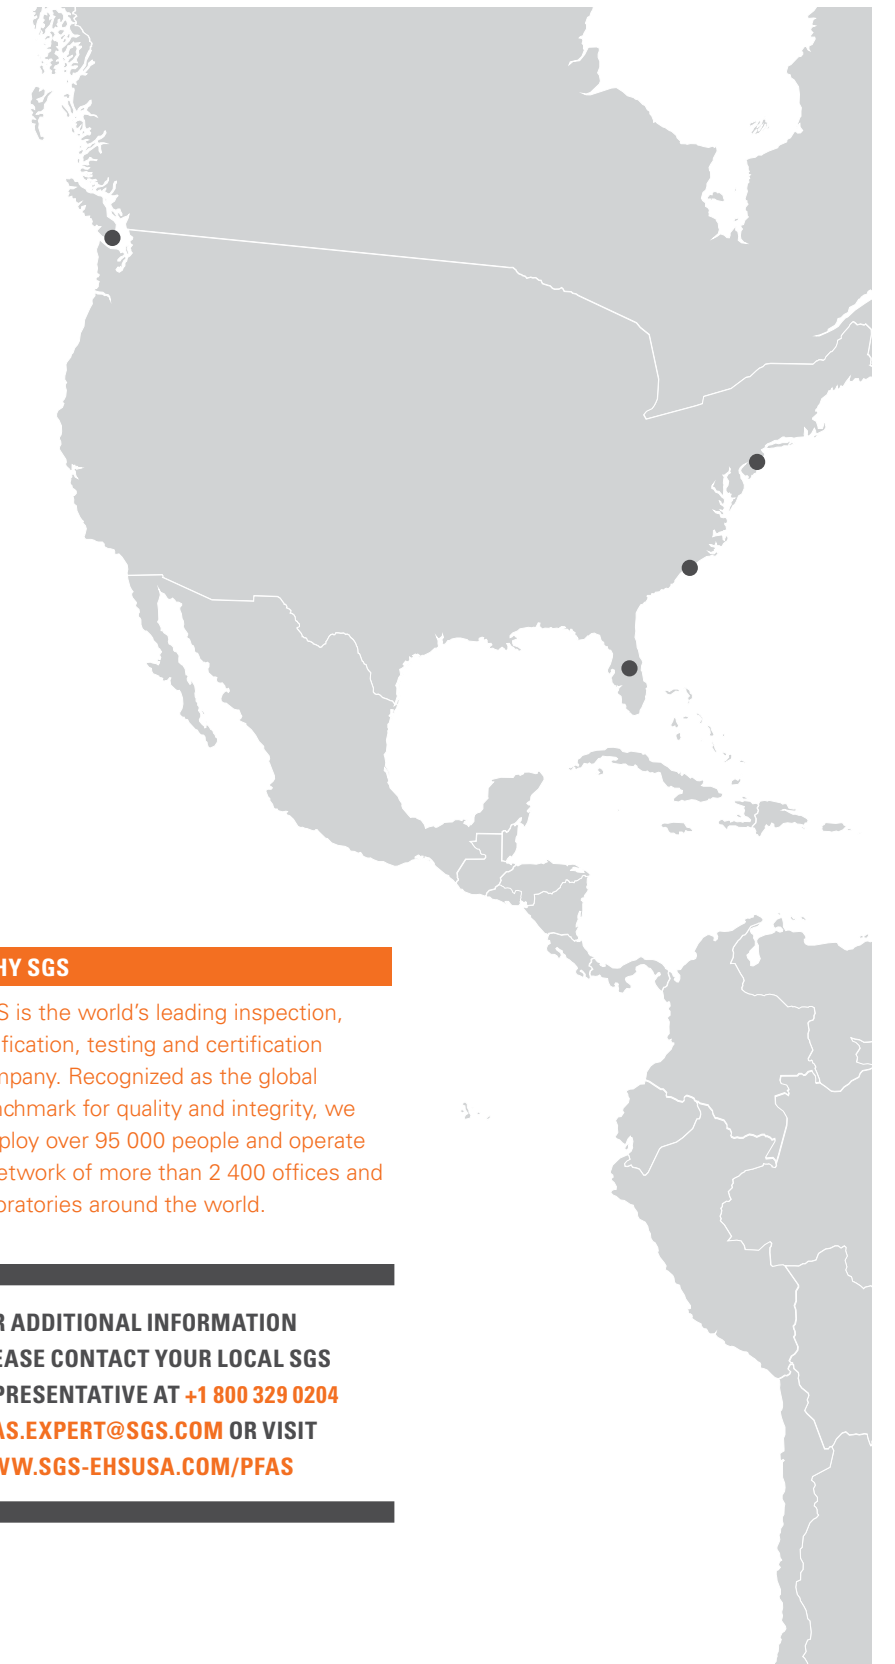 HY SGS
S is the world's leading inspection,
fication, testing and certification
mpany. Recognized as the global
nchmark for quality and integrity, we
ploy over 95 000 people and operate
etwork of more than 2 400 offices and
oratories around the world.
R ADDITIONAL INFORMATION
EASE CONTACT YOUR LOCAL SGS
PRESENTATIVE AT +1 800 329 0204
AS.EXPERT@SGS.COM OR VISIT
WW.SGS-EHSUSA.COM/PFAS